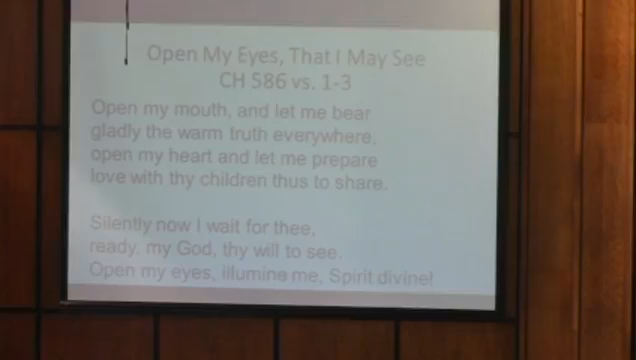 Open My Eyes, That I May See
CH 586 vs. 1-3
Open my mouth, and let me bear
gladly the warm truth everywhere,
open my heart and let me prepare
love with thy children thus to share.
Silently now I wait for thee,
ready, my God, thy will to see.
Open my eyes, illumine me, Spirit divine!